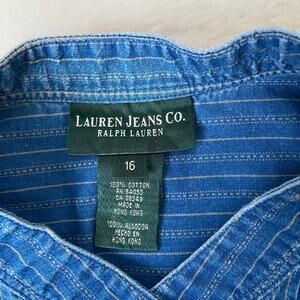 LAUREN JEANS CO.
RALPH LAUREN
16
100% COTTON
RN 54050
CA 08349
MADE IN
HONG KONG
100% ALGODON
HECHO EN
HONG KONG